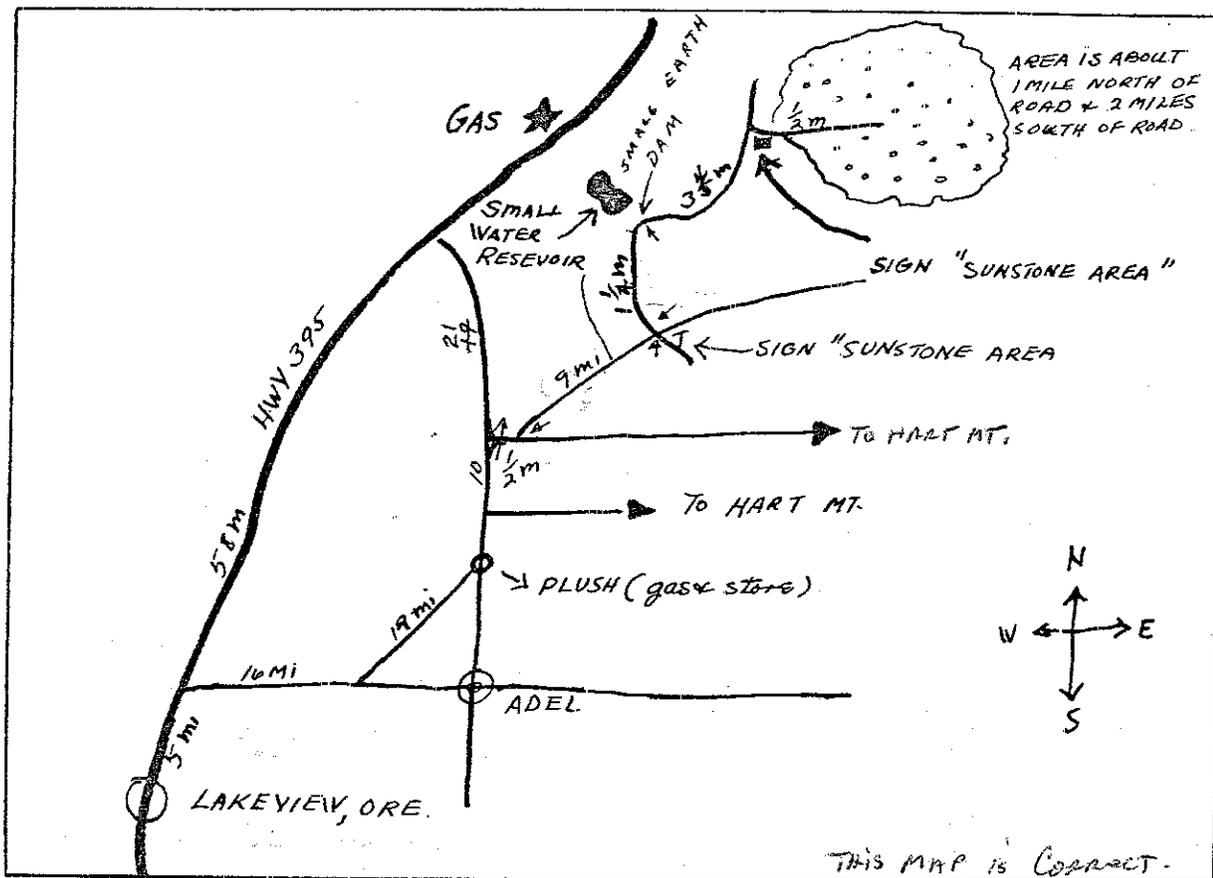 GAS
SMALL EARTH
DAM
AREA IS ABOUT
1 MILE NORTH OF
ROAD & 2 MILES
SOUTH OF ROAD
1/2 m
3 4/5 m
SMALL
WATER
RESEVOIR
1 1/4 m
SIGN "SUNSTONE AREA"
SIGN "SUNSTONE AREA
9 mi
HWY 395
TO HART MT.
10
1/2 m
TO HART MT.
58 m
PLUSH (gas & store)
19 mi
N
W E
S
16 Mi
ADEL
5 mi
LAKEVIEW, ORE.
THIS MAP is CORRECT.